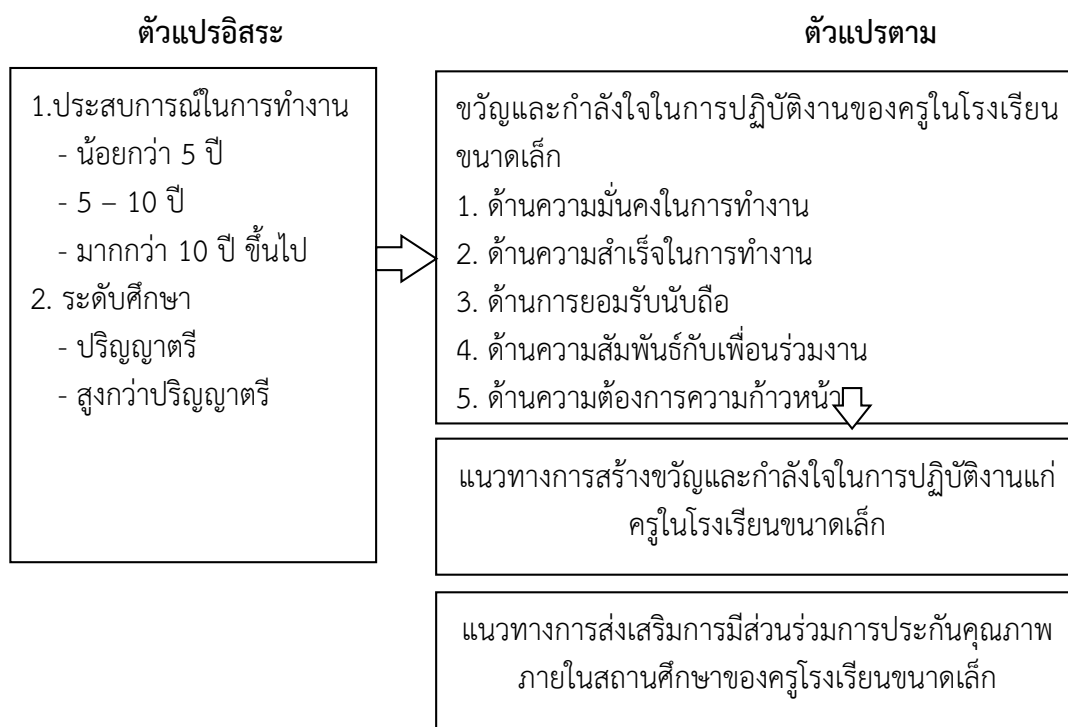 ตัวแปรอิสระ
ตัวแปรตาม
1.ประสบการณ์ในการทำงาน
- น้อยกว่า 5 ปี
- 5 – 10 ปี
- มากกว่า 10 ปี ขึ้นไป
2. ระดับศึกษา
- ปริญญาตรี
- สูงกว่าปริญญาตรี
ขวัญและกำลังใจในการปฏิบัติงานของครูในโรงเรียน
ขนาดเล็ก
1. ด้านความมั่นคงในการทำงาน
2. ด้านความสำเร็จในการทำงาน
3. ด้านการยอมรับนับถือ
4. ด้านความสัมพันธ์กับเพื่อนร่วมงาน
5. ด้านความต้องการความก้าวหน้า
แนวทางการสร้างขวัญและกำลังใจในการปฏิบัติงานแก่
ครูในโรงเรียนขนาดเล็ก
แนวทางการส่งเสริมการมีส่วนร่วมการประกันคุณภาพ
ภายในสถานศึกษาของครูโรงเรียนขนาดเล็ก